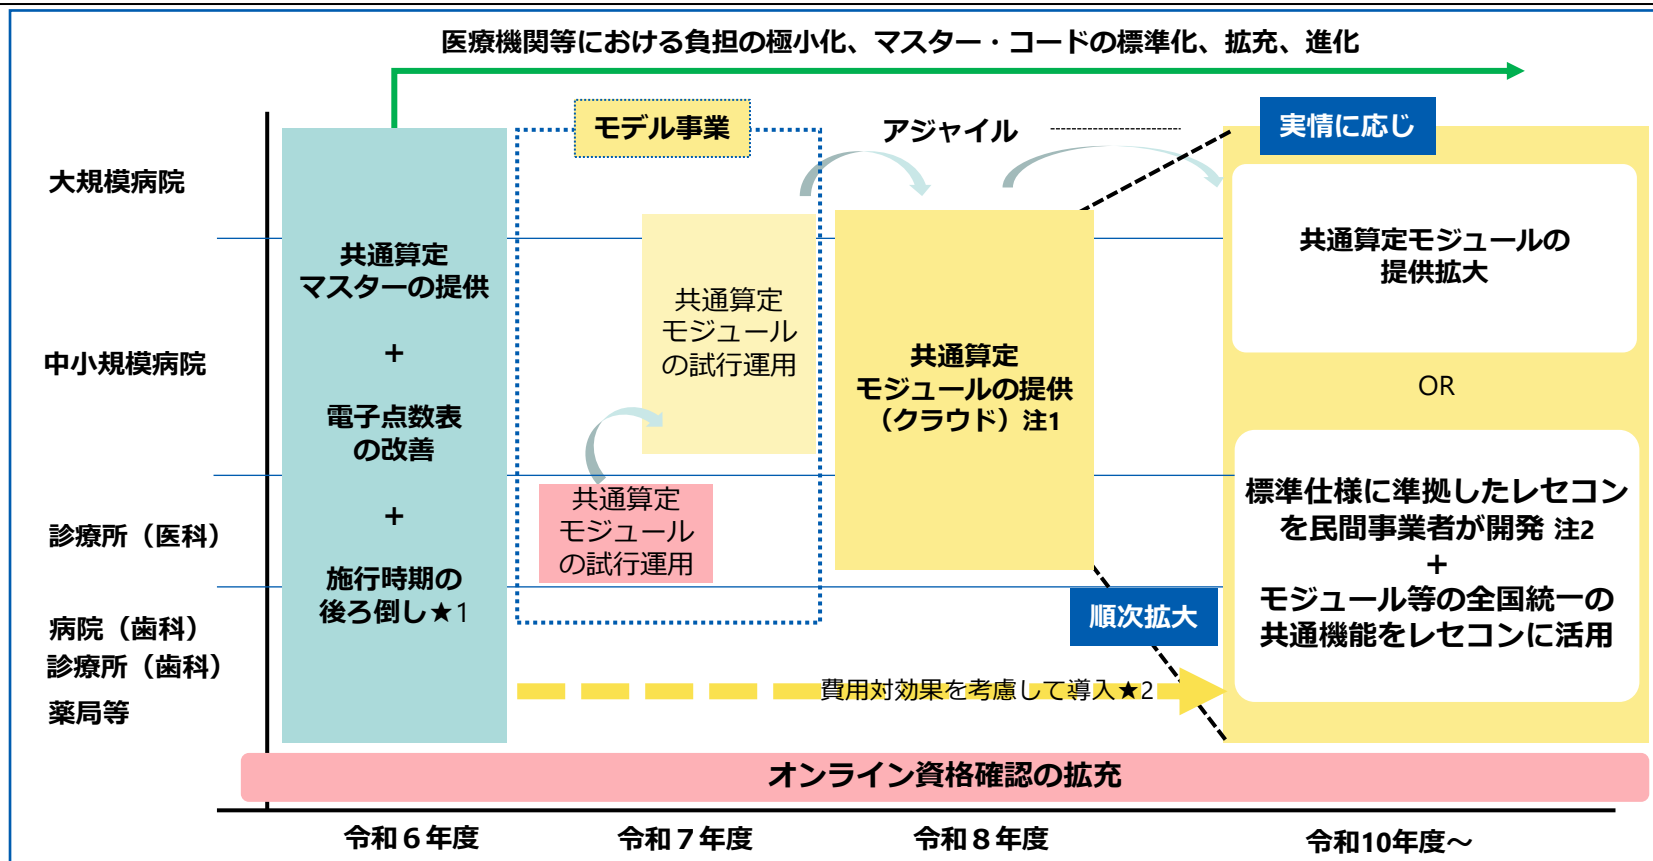 医療機関等における負担の極小化、マスター・コードの標準化、拡充、進化
モデル事業
アジャイル
実情に応じ
大規模病院
中小規模病院
診療所（医科）
病院（歯科）
診療所（歯科）
薬局等
共通算定
マスターの提供
+
電子点数表
の改善
+
施行時期の
後ろ倒し★1
共通算定
モジュール
の試行運用
共通算定
モジュール
の試行運用
共通算定
モジュールの提供
（クラウド）注1
共通算定モジュールの
提供拡大
OR
標準仕様に準拠したレセコン
を民間事業者が開発 注2
+
モジュール等の全国統一の
共通機能をレセコンに活用
順次拡大
費用対効果を考慮して導入★2
オンライン資格確認の拡充
令和６年度
令和７年度
令和８年度
令和10年度～